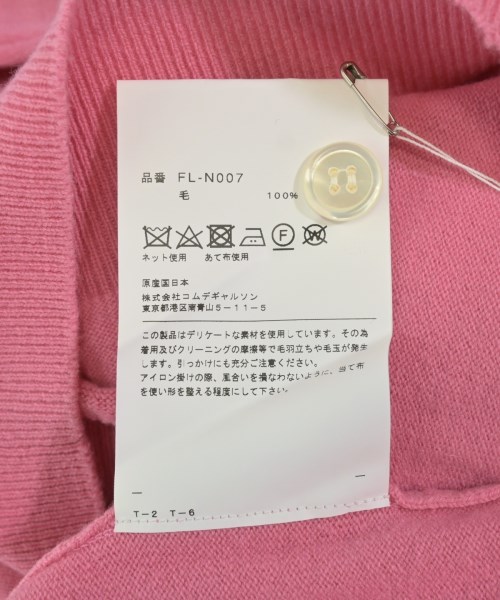 品番 FL-N007
毛 100%
ネット使用 あて布使用
原産国日本
株式会社コムデギャルソン
東京都港区南青山5-11-5
この製品はデリケートな素材を使用しています。その為
着用及びクリーニングの摩擦等で毛羽立ちや毛玉が発生
します。引っかけにも充分ご注意ください。
アイロン掛けの際、風合いを損なわないように、当て布
を使い形を整える程度にして下さい。
T-2 T-6